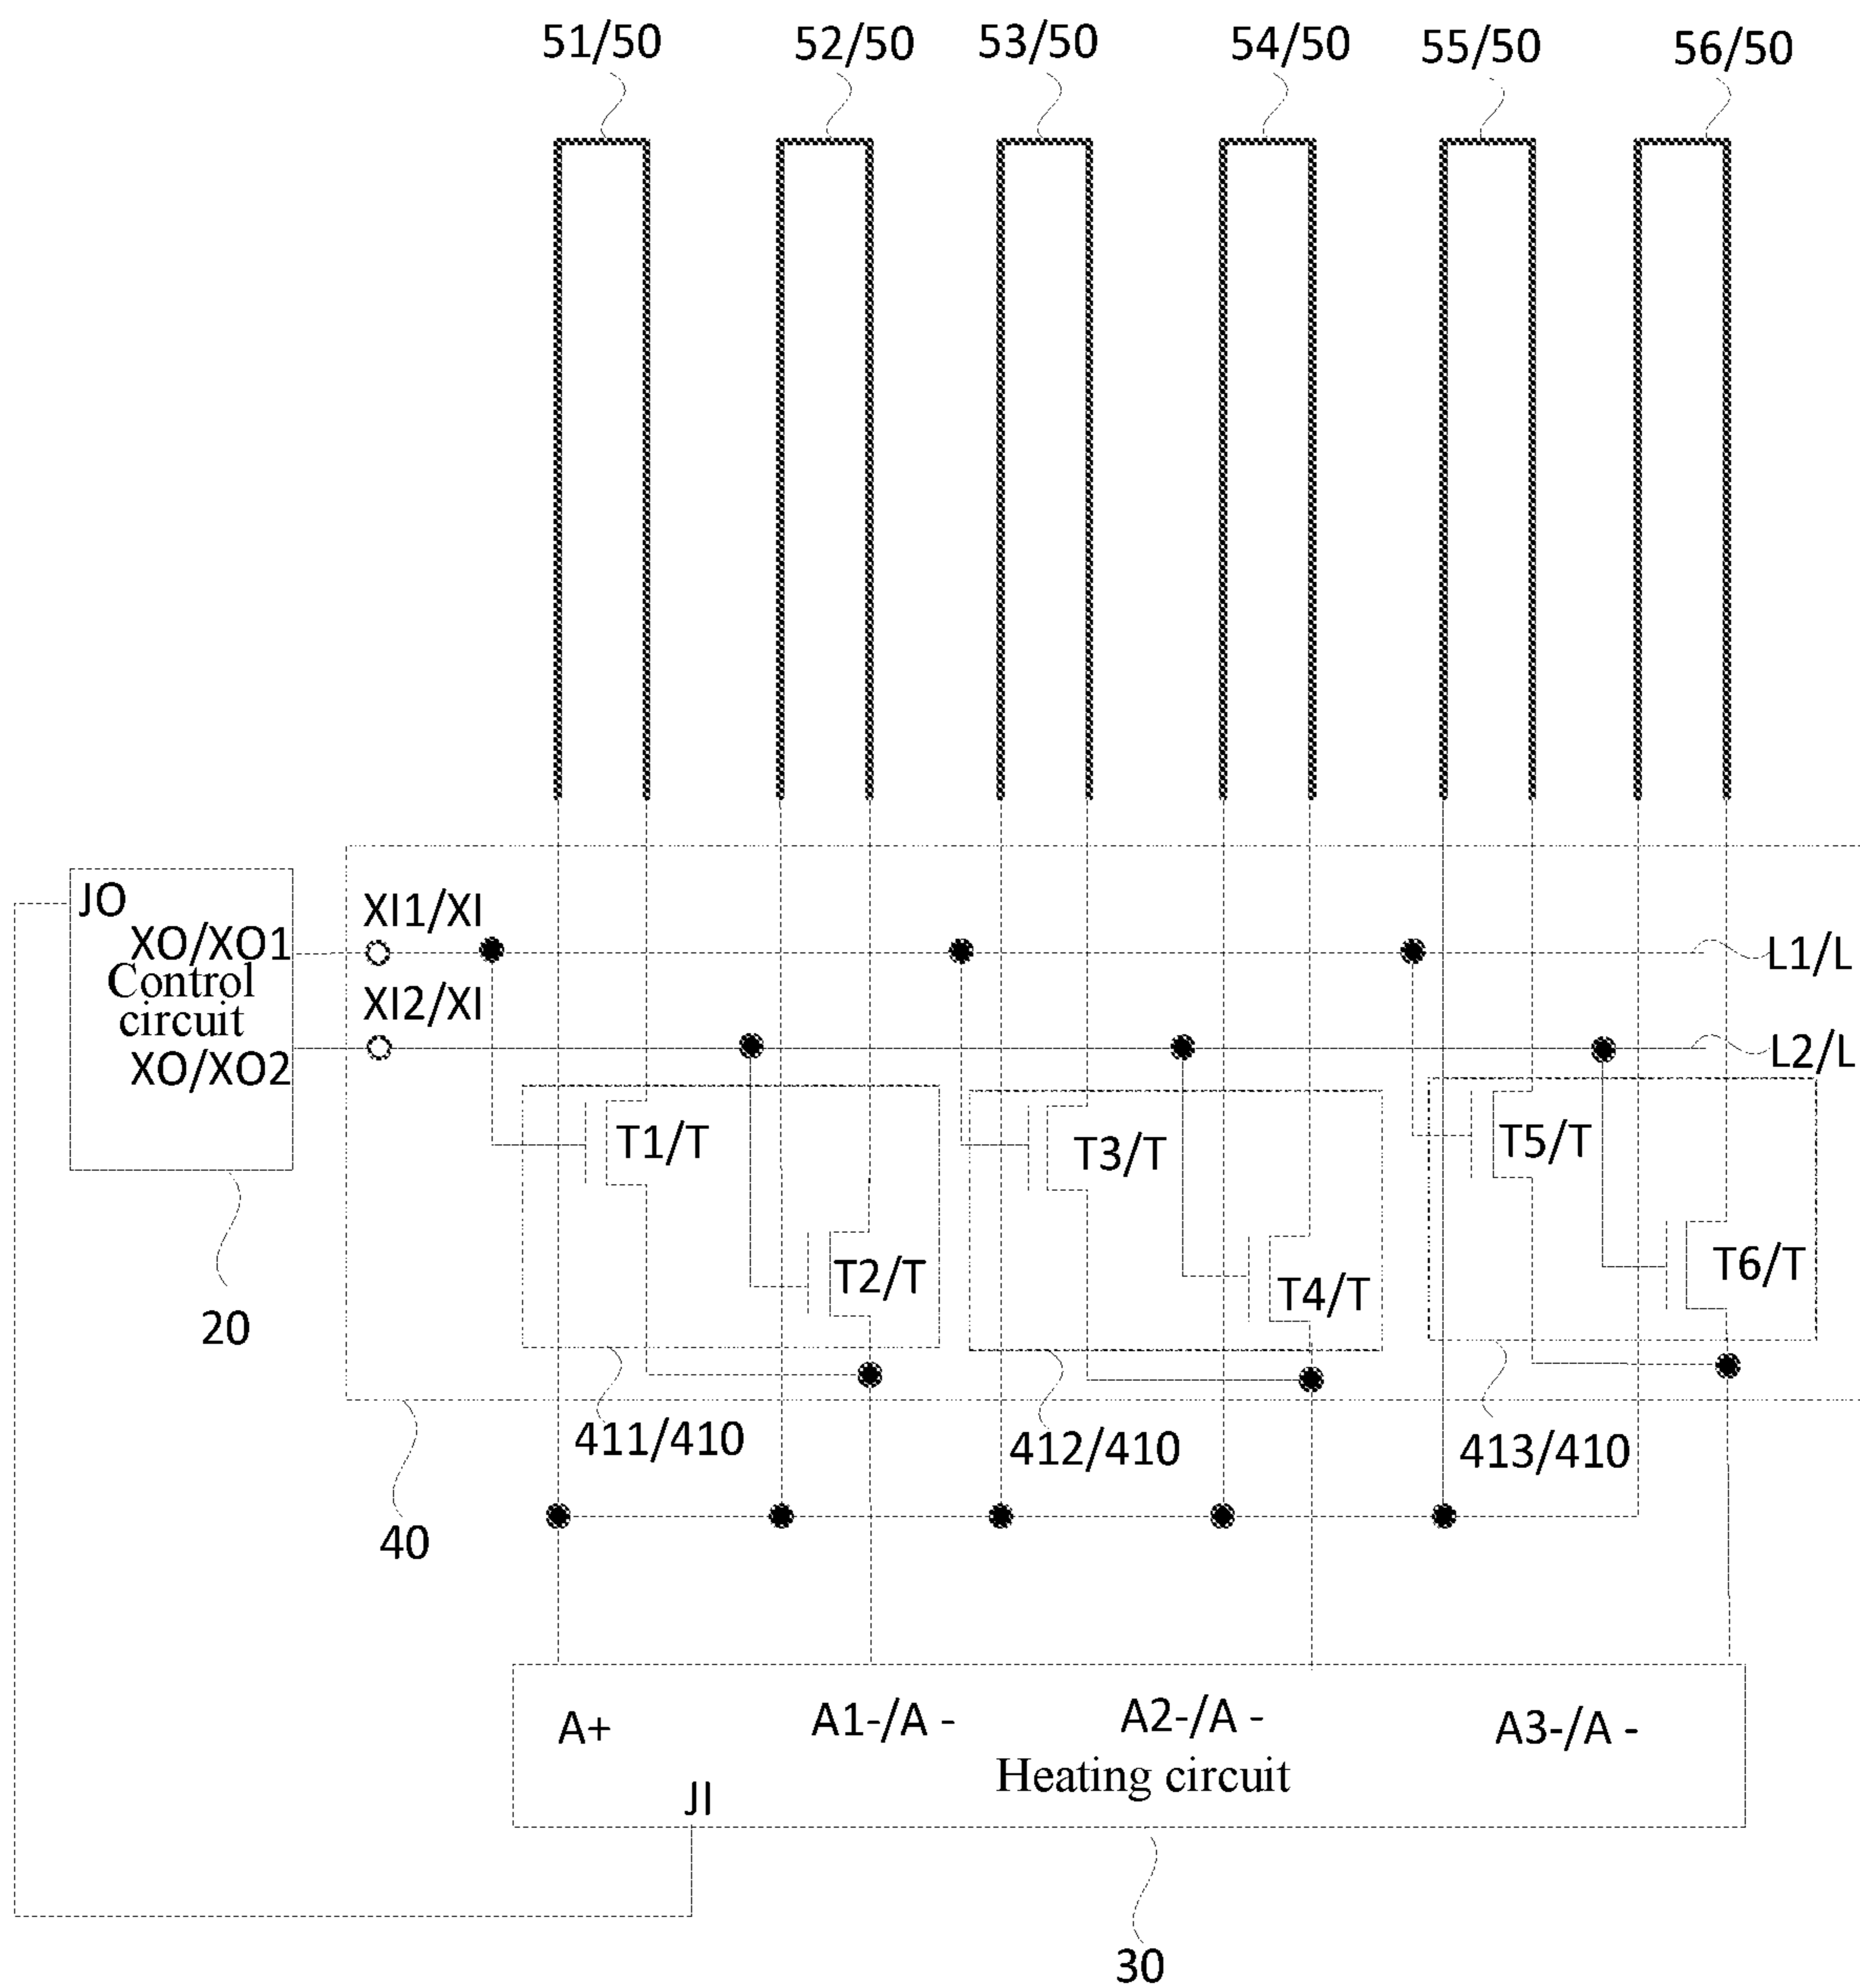 51/50 52/50 53/50 54/50 55/50 56/50
JO
XI1/XI
XO/XO1
L1/L
Control
circuit
XI2/XI
XO/XO2
L2/L
T1/T T3/T T5/T
T2/T T4/T T6/T
20
411/410 412/410 413/410
40
A+ A1-/A - A2-/A - A3-/A -
Heating circuit
JI
30